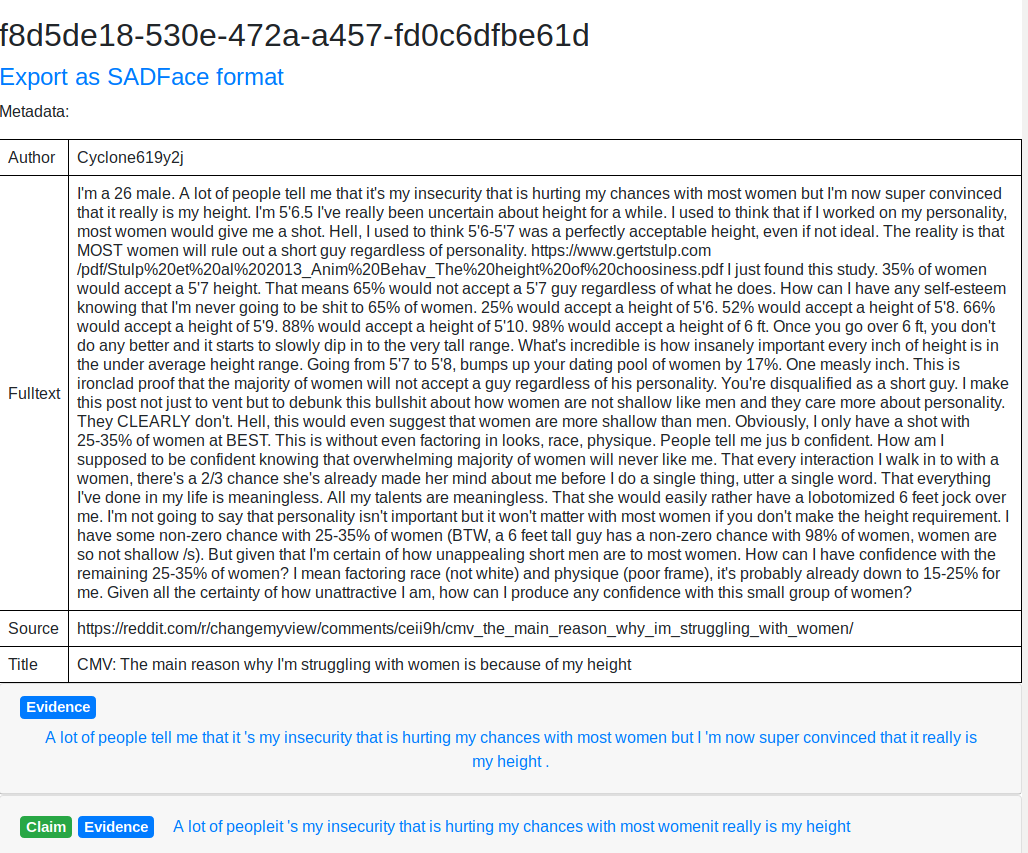 f8d5de18-530e-472a-a457-fd0c6dfbe61d
Export as SADFace format
Metadata:
Author Cyclone619y2j
Fulltext
I'm a 26 male. A lot of people tell me that it's my insecurity that is hurting my chances with most women but I'm now super convinced
that it really is my height. I'm 5'6.5 I've really been uncertain about height for a while. I used to think that if I worked on my personality,
most women would give me a shot. Hell, I used to think 5'6-5'7 was a perfectly acceptable height, even if not ideal. The reality is that
MOST women will rule out a short guy regardless of personality. https://www.gertstulp.com
/pdf/Stulp%20et%20al%202013_Anim%20Behav_The%20height%20of%20choosiness.pdf I just found this study. 35% of women
would accept a 5'7 height. That means 65% would not accept a 5'7 guy regardless of what he does. How can I have any self-esteem
knowing that I'm never going to be shit to 65% of women. 25% would accept a height of 5'6. 52% would accept a height of 5'8. 66%
would accept a height of 5'9. 88% would accept a height of 5'10. 98% would accept a height of 6 ft. Once you go over 6 ft, you don't
do any better and it starts to slowly dip in to the very tall range. What's incredible is how insanely important every inch of height is in
the under average height range. Going from 5'7 to 5'8, bumps up your dating pool of women by 17%. One measly inch. This is
ironclad proof that the majority of women will not accept a guy regardless of his personality. You're disqualified as a short guy. I make
this post not just to vent but to debunk this bullshit about how women are not shallow like men and they care more about personality.
They CLEARLY don't. Hell, this would even suggest that women are more shallow than men. Obviously, I only have a shot with
25-35% of women at BEST. This is without even factoring in looks, race, physique. People tell me jus b confident. How am I
supposed to be confident knowing that overwhelming majority of women will never like me. That every interaction I walk in to with a
women, there's a 2/3 chance she's already made her mind about me before I do a single thing, utter a single word. That everything
I've done in my life is meaningless. All my talents are meaningless. That she would easily rather have a lobotomized 6 feet jock over
me. I'm not going to say that personality isn't important but it won't matter with most women if you don't make the height requirement. I
have some non-zero chance with 25-35% of women (BTW, a 6 feet tall guy has a non-zero chance with 98% of women, women are
so not shallow /s). But given that I'm certain of how unappealing short men are to most women. How can I have confidence with the
remaining 25-35% of women? I mean factoring race (not white) and physique (poor frame), it's probably already down to 15-25% for
me. Given all the certainty of how unattractive I am, how can I produce any confidence with this small group of women?
Source https://reddit.com/r/changemyview/comments/ceii9h/cmv_the_main_reason_why_im_struggling_with_women/
Title CMV: The main reason why I'm struggling with women is because of my height
Evidence
A lot of people tell me that it 's my insecurity that is hurting my chances with most women but I 'm now super convinced that it really is
my height .
Claim Evidence A lot of peopleit 's my insecurity that is hurting my chances with most womenit really is my height